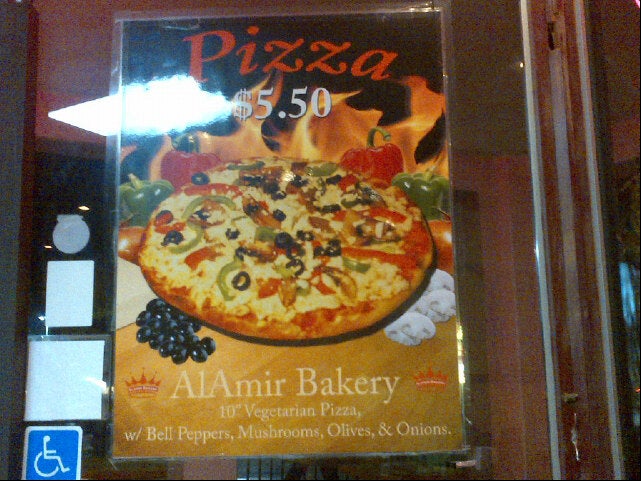 Pizza
$5.50
AlAmir Bakery
10" Vegetarian Pizza,
w/ Bell Peppers, Mushrooms, Olives, & Onions.